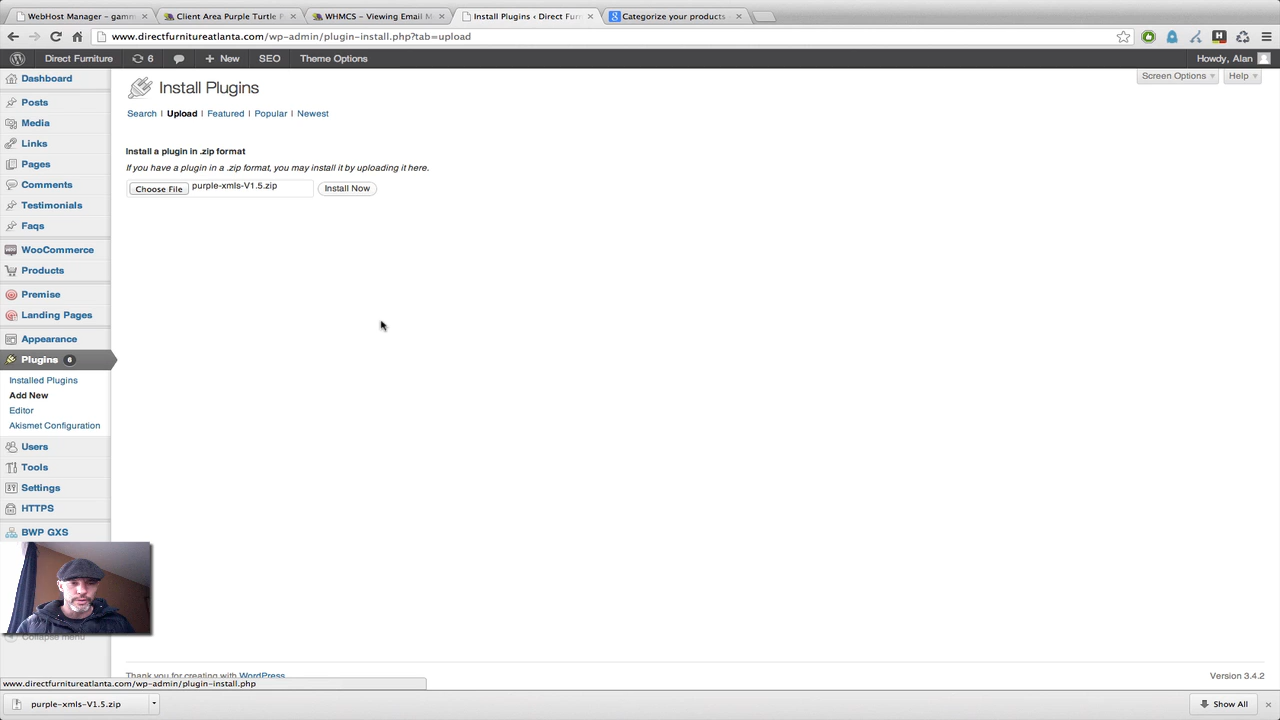 WebHost Manager - gamm
Client Area Purple Turtle P
WHMCS - Viewing Email M
Install Plugins ‹ Direct Furn
Categorize your products
www.directfurnitureatlanta.com/wp-admin/plugin-install.php?tab=upload
Direct Furniture
6
+ New
SEO
Theme Options
Howdy, Alan
Screen Options
Help
Dashboard
Posts
Media
Links
Pages
Comments
Testimonials
Faqs
WooCommerce
Products
Premise
Landing Pages
Appearance
Plugins 6
Installed Plugins
Add New
Editor
Akismet Configuration
Users
Tools
Settings
HTTPS
BWP GXS
Collapse menu
Install Plugins
Search | Upload | Featured | Popular | Newest
Install a plugin in .zip format
If you have a plugin in a .zip format, you may install it by uploading it here.
Choose File purple-xmls-V1.5.zip Install Now
Thank you for creating with WordPress
Version 3.4.2
www.directfurnitureatlanta.com/wp-admin/plugin-install.php
purple-xmls-V1.5.zip
Show All